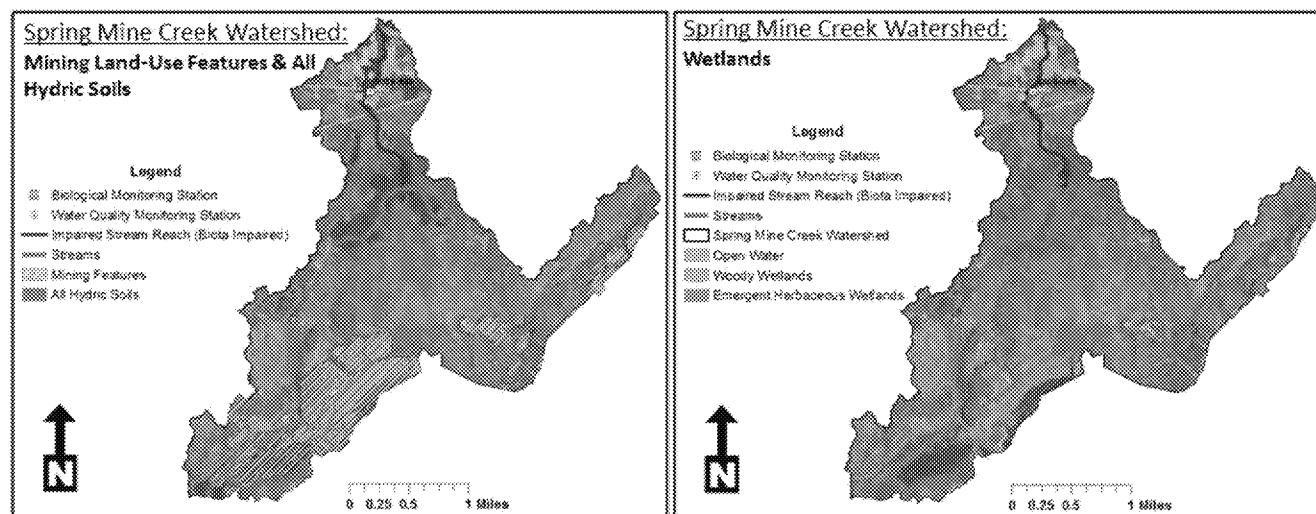 Spring Mine Creek Watershed:
Mining Land-Use Features & All
Hydric Soils
Legend
Biological Monitoring Station
Water Quality Monitoring Station
Impaired Stream Reach (Biota Impaired)
Streams
Mining Features
All Hydric Soils
N
0 0.25 0.5 1 Miles
Spring Mine Creek Watershed:
Wetlands
Legend
Biological Monitoring Station
Water Quality Monitoring Station
Impaired Stream Reach (Biota Impaired)
Streams
Spring Mine Creek Watershed
Open Water
Woody Wetlands
Emergent Herbaceous Wetlands
N
0 0.25 0.5 1 Miles